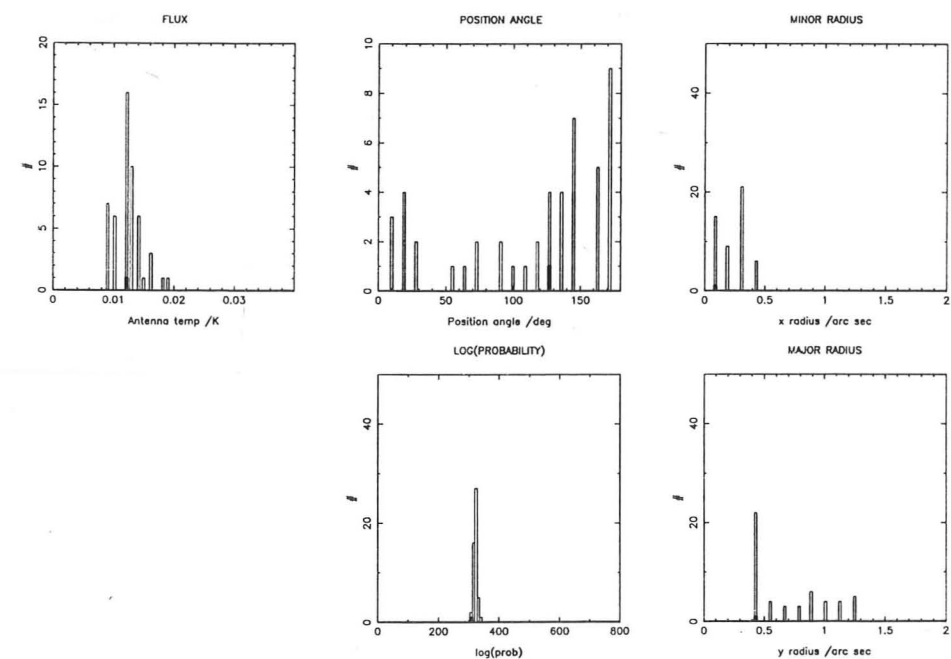 FLUX
20
15
10
5
0
#
0 0.01 0.02 0.03
Antenna temp /K
POSITION ANGLE
10
8
6
4
2
0
#
0 50 100 150
Position angle /deg
MINOR RADIUS
40
20
0
#
0 0.5 1 1.5 2
x radius /arc sec
LOG(PROBABILITY)
40
20
0
#
0 200 400 600 800
log(prob)
MAJOR RADIUS
40
20
0
#
0 0.5 1 1.5 2
y radius /arc sec